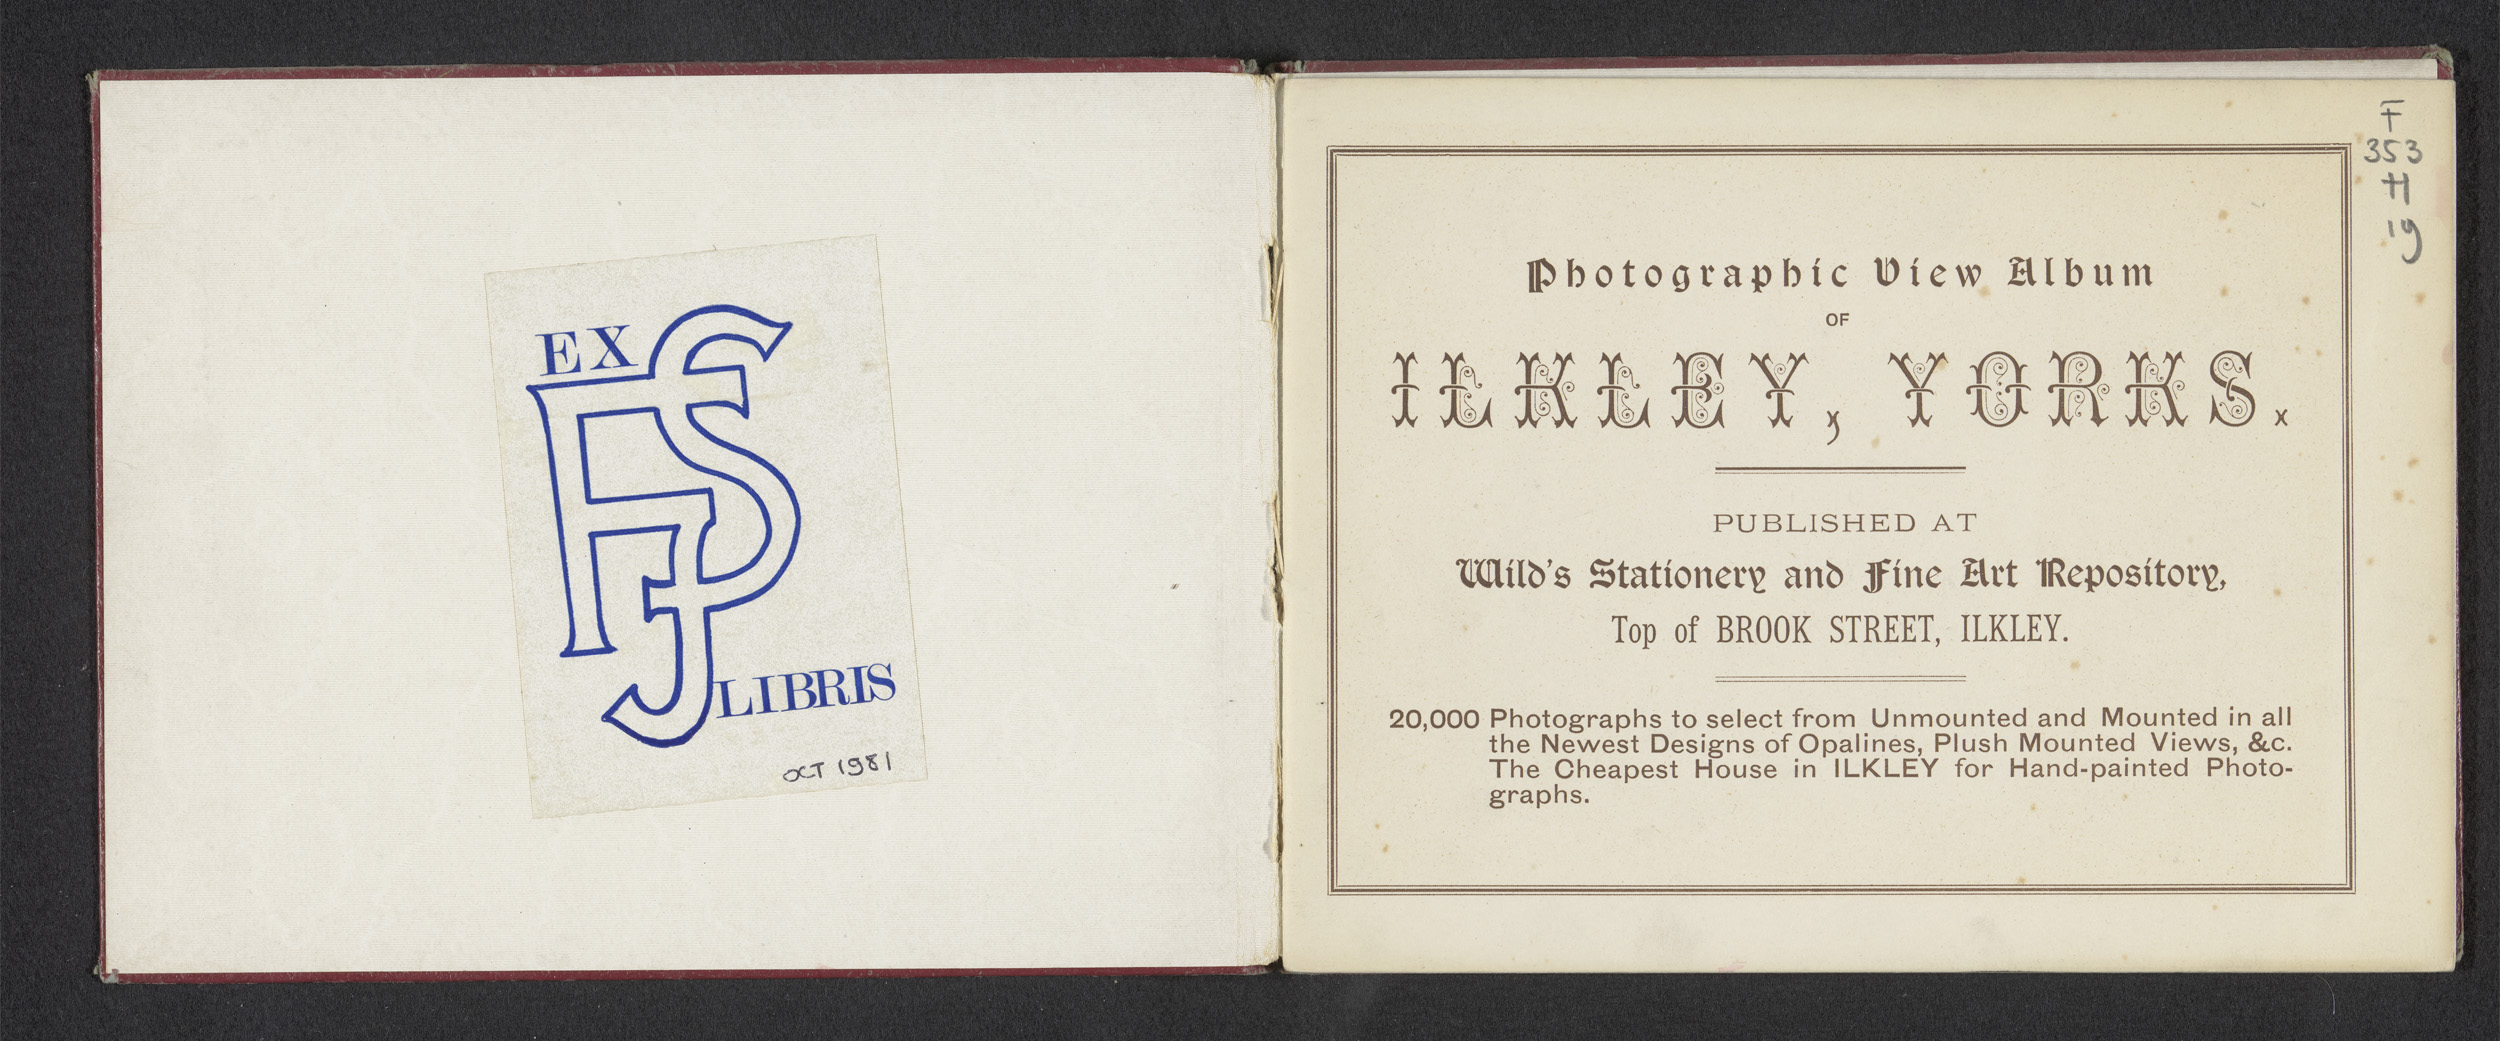 EX
LIBRIS
OCT 1981
F
353
H
19
Photographic View Album
OF
ILKLEY, YORKS.
PUBLISHED AT
Wild's Stationery and Fine Art Repository,
Top of BROOK STREET, ILKLEY.
20,000 Photographs to select from Unmounted and Mounted in all
the Newest Designs of Opalines, Plush Mounted Views, &c.
The Cheapest House in ILKLEY for Hand-painted Photo-
graphs.